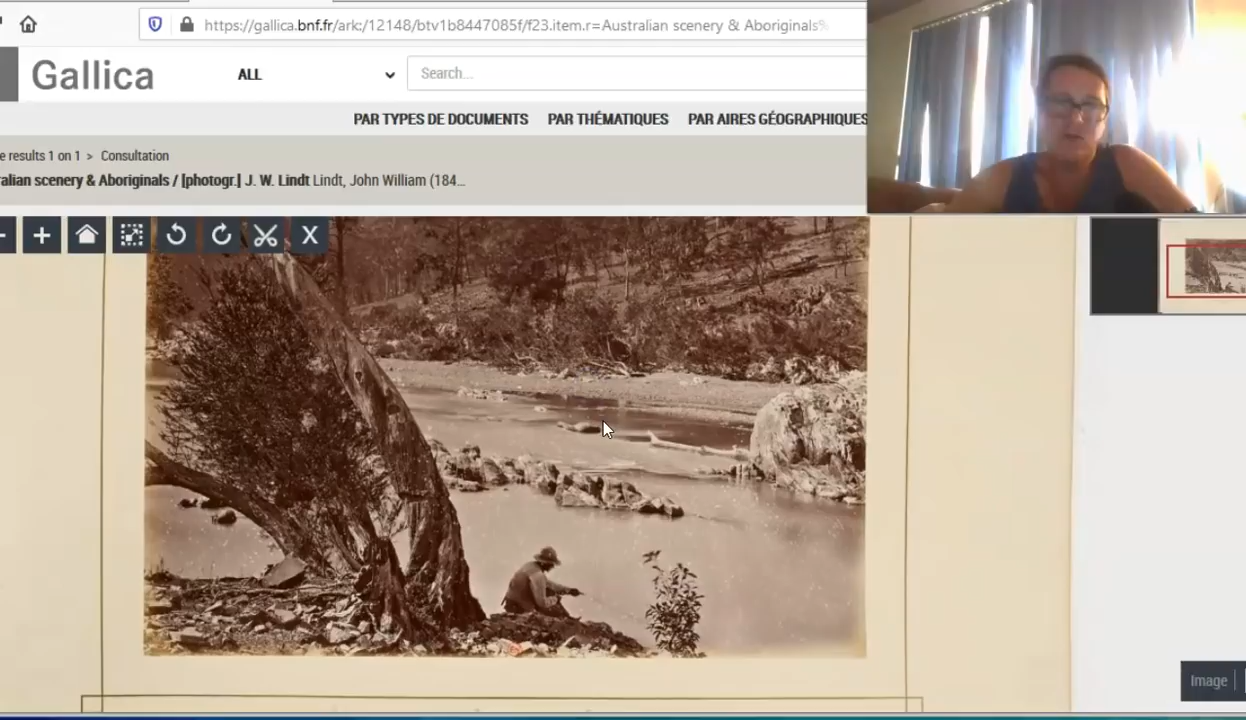 https://gallica.bnf.fr/ark:/12148/btv1b8447085f/f23.item.r=Australian scenery & Aboriginals%
Gallica
ALL
Search...
PAR TYPES DE DOCUMENTS PAR THÉMATIQUES PAR AIRES GÉOGRAPHIQUES
e results 1 on 1 > Consultation
alian scenery & Aboriginals / [photogr.] J. W. Lindt Lindt, John William (184...
X
Image